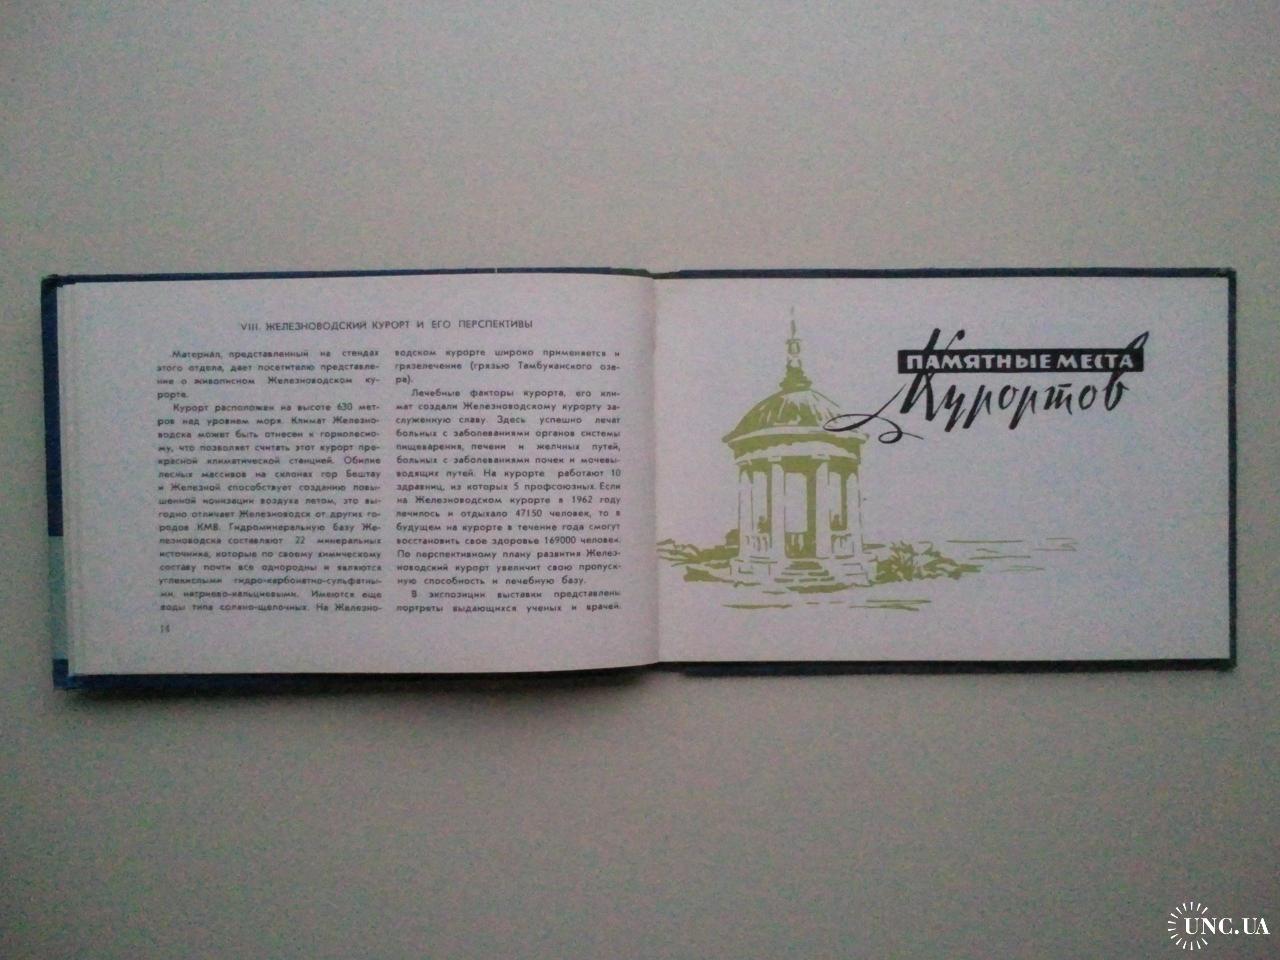 VIII. ЖЕЛЕЗНОВОДСКИЙ КУРОРТ И ЕГО ПЕРСПЕКТИВЫ
Материал, представленный на стендах
этого отдела, дает посетителю представле-
ние о живописном Железноводском ку-
рорте.
Курорт расположен на высоте 630 мет-
ров над уровнем моря. Климат Железно-
водска может быть отнесен к горнолесно-
му, что позволяет считать этот курорт пре-
красной климатической станцией. Обилие
лесных массивов на склонах гор Бештау
и Железной способствует созданию повы-
шенной ионизации воздуха летом, это вы-
годно отличает Железноводск от других го-
родов КМВ. Гидроминеральную базу Же-
лезноводска составляют 22 минеральных
источника, которые по своему химическому
составу почти все однородны и являются
углекислыми гидро-карбонатно-сульфатны-
ми, натриево-кальциевыми. Имеются еще
воды типа соляно-щелочных. На Железно-
14
водском курорте широко применяется и
грязелечение (грязью Тамбуканского озе-
ра).
Лечебные факторы курорта, его кли-
мат создали Железноводскому курорту за-
служенную славу. Здесь успешно лечат
больных с заболеваниями органов системы
пищеварения, печени и желчных путей,
больных с заболеваниями почек и мочевы-
водящих путей. На курорте работают 10
здравниц, из которых 5 профсоюзных. Если
на Железноводском курорте в 1962 году
лечилось и отдыхало 47150 человек, то в
будущем на курорте в течение года смогут
восстановить свое здоровье 169000 человек.
По перспективному плану развития Желез-
новодский курорт увеличит свою пропуск-
ную способность и лечебную базу.
В экспозиции выставки представлены
портреты выдающихся ученых и врачей.
ПАМЯТНЫЕ МЕСТА
Курортов
UNC.UA